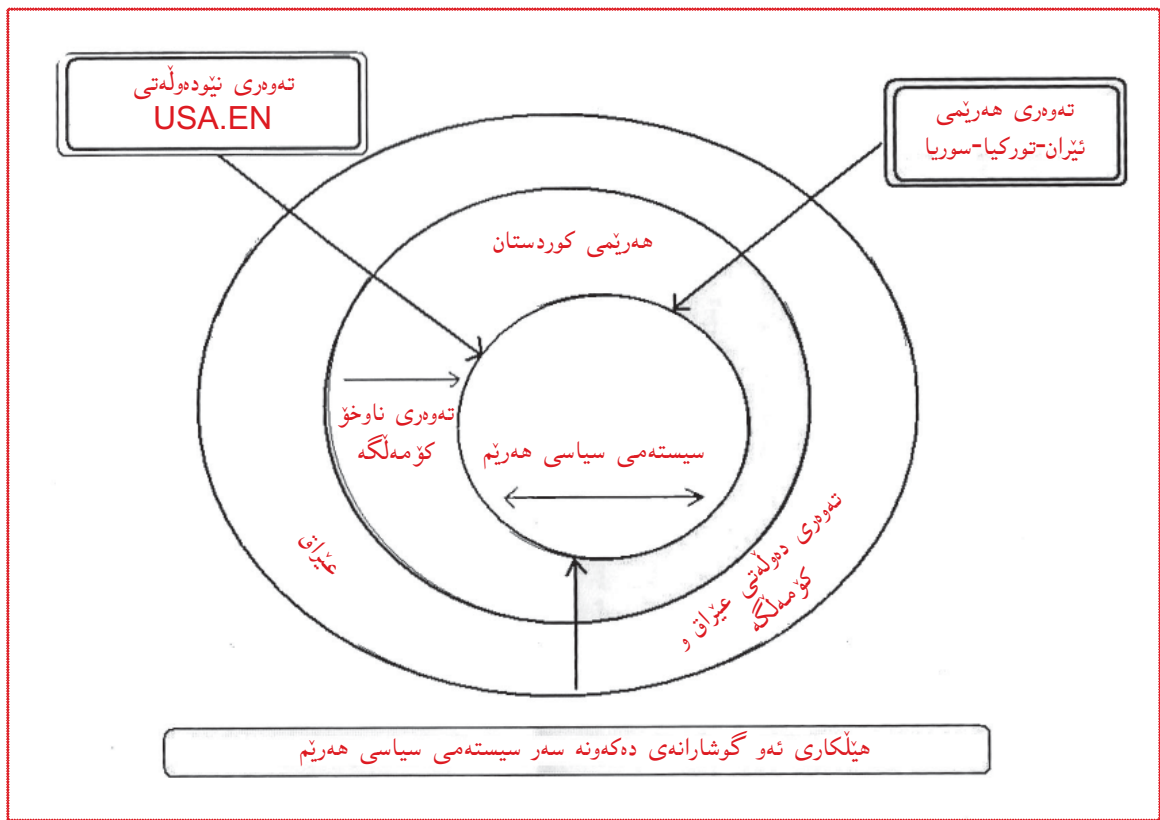 تەوەری نێودەوڵەتی
USA.EN
تەوەری هەرێمی
ئێران-تورکیا-سوریا
هەرێمی کوردستان
تەوەری ناوخۆ
کۆمەڵگە
سیستەمی سیاسی هەرێم
عێراق
تەوەری دەوڵەتی عێراق و
کۆمەڵگە
هێڵکاری ئەو گوشارانەی دەکەونە سەر سیستەمی سیاسی هەرێم